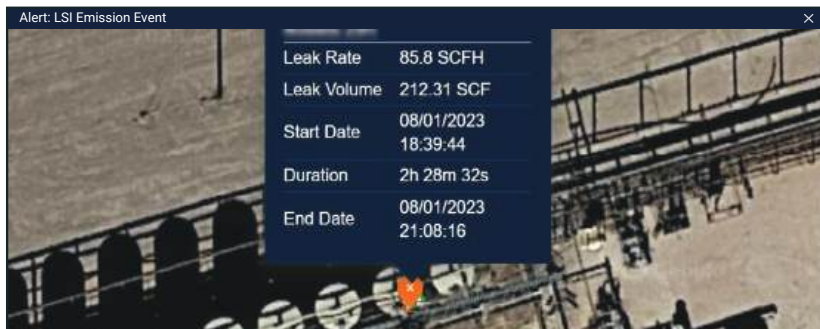 Alert: LSI Emission Event
Leak Rate 85.8 SCFH
Leak Volume 212.31 SCF
Start Date 08/01/2023
18:39:44
Duration 2h 28m 32s
End Date 08/01/2023
21:08:16